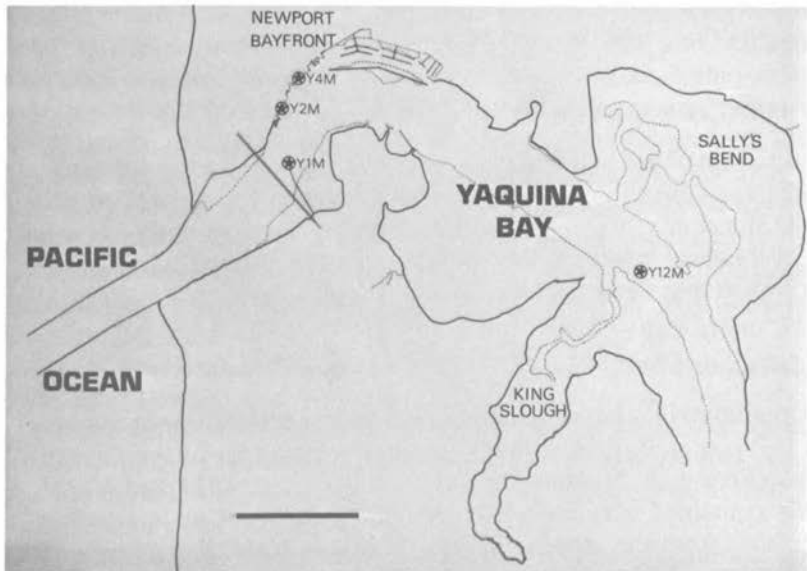 NEWPORT
BAYFRONT
Y4M
Y2M
Y1M
SALLY'S
BEND
YAQUINA
BAY
PACIFIC
Y12M
OCEAN
KING
SLOUGH